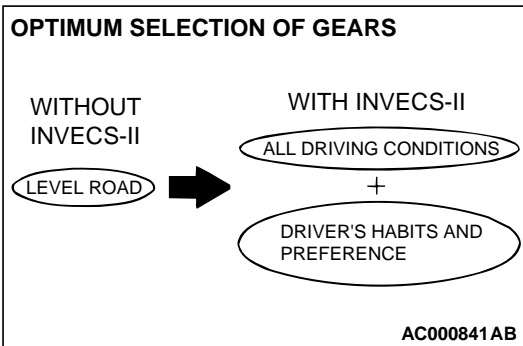 OPTIMUM SELECTION OF GEARS
WITHOUT
INVECS-II
LEVEL ROAD
WITH INVECS-II
ALL DRIVING CONDITIONS
+
DRIVER'S HABITS AND
PREFERENCE
AC000841AB